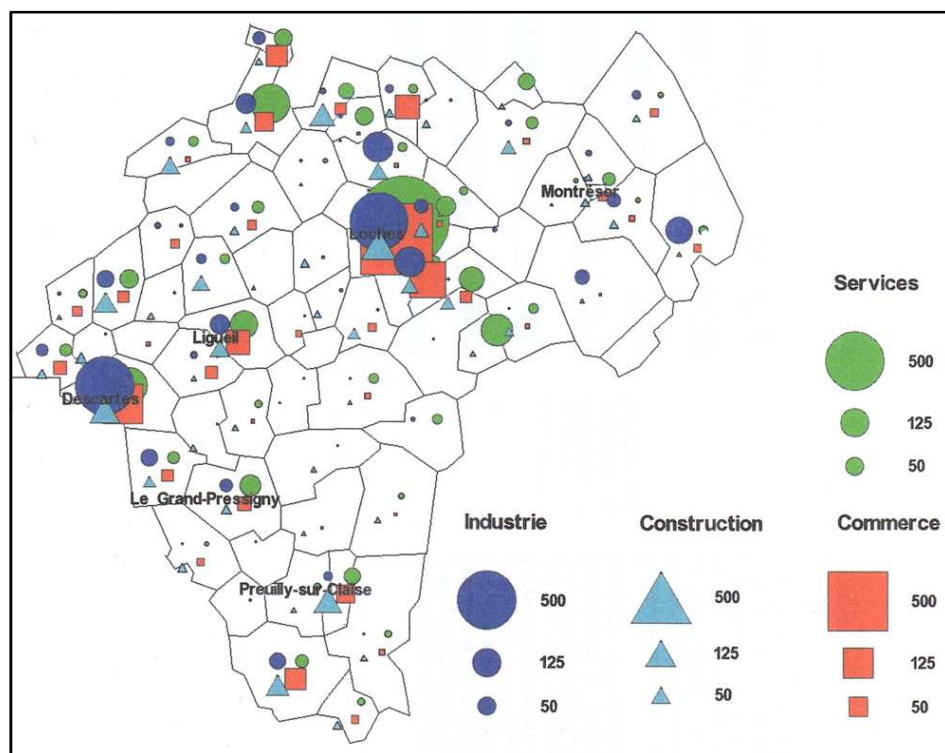 Montrésor
Loches
Services
Ligueil
500
Descartes
125
50
Le Grand-Pressigny
Industrie
Construction
Commerce
Preuilly-sur-Claise
500
500
500
125
125
125
50
50
50